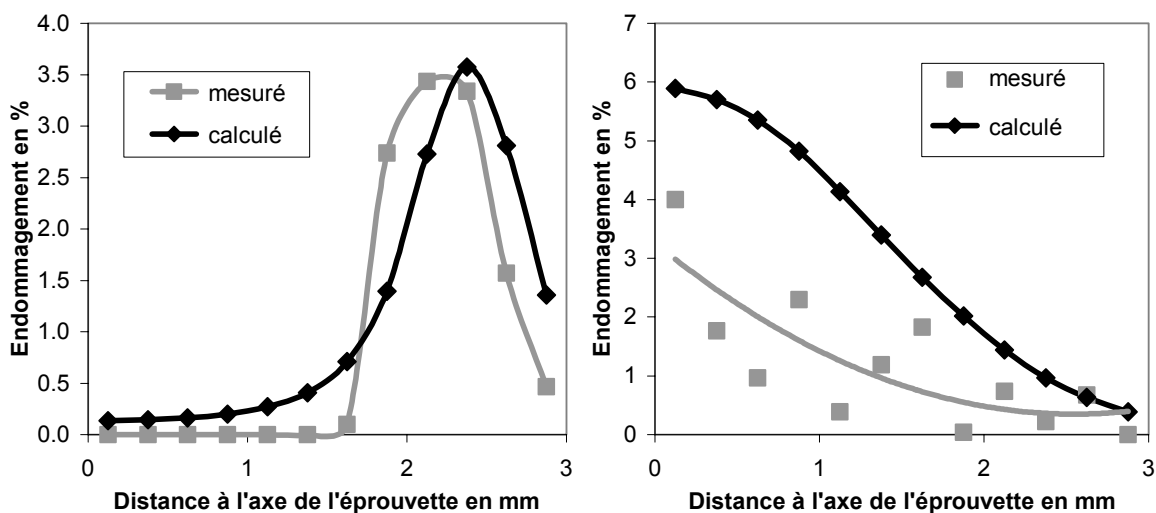 4.0
3.5
3.0
2.5
2.0
1.5
1.0
0.5
0.0
Endommagement en %
mesuré
calculé
0 1 2 3
Distance à l'axe de l'éprouvette en mm
7
6
5
4
3
2
1
0
Endommagement en %
mesuré
calculé
0 1 2 3
Distance à l'axe de l'éprouvette en mm